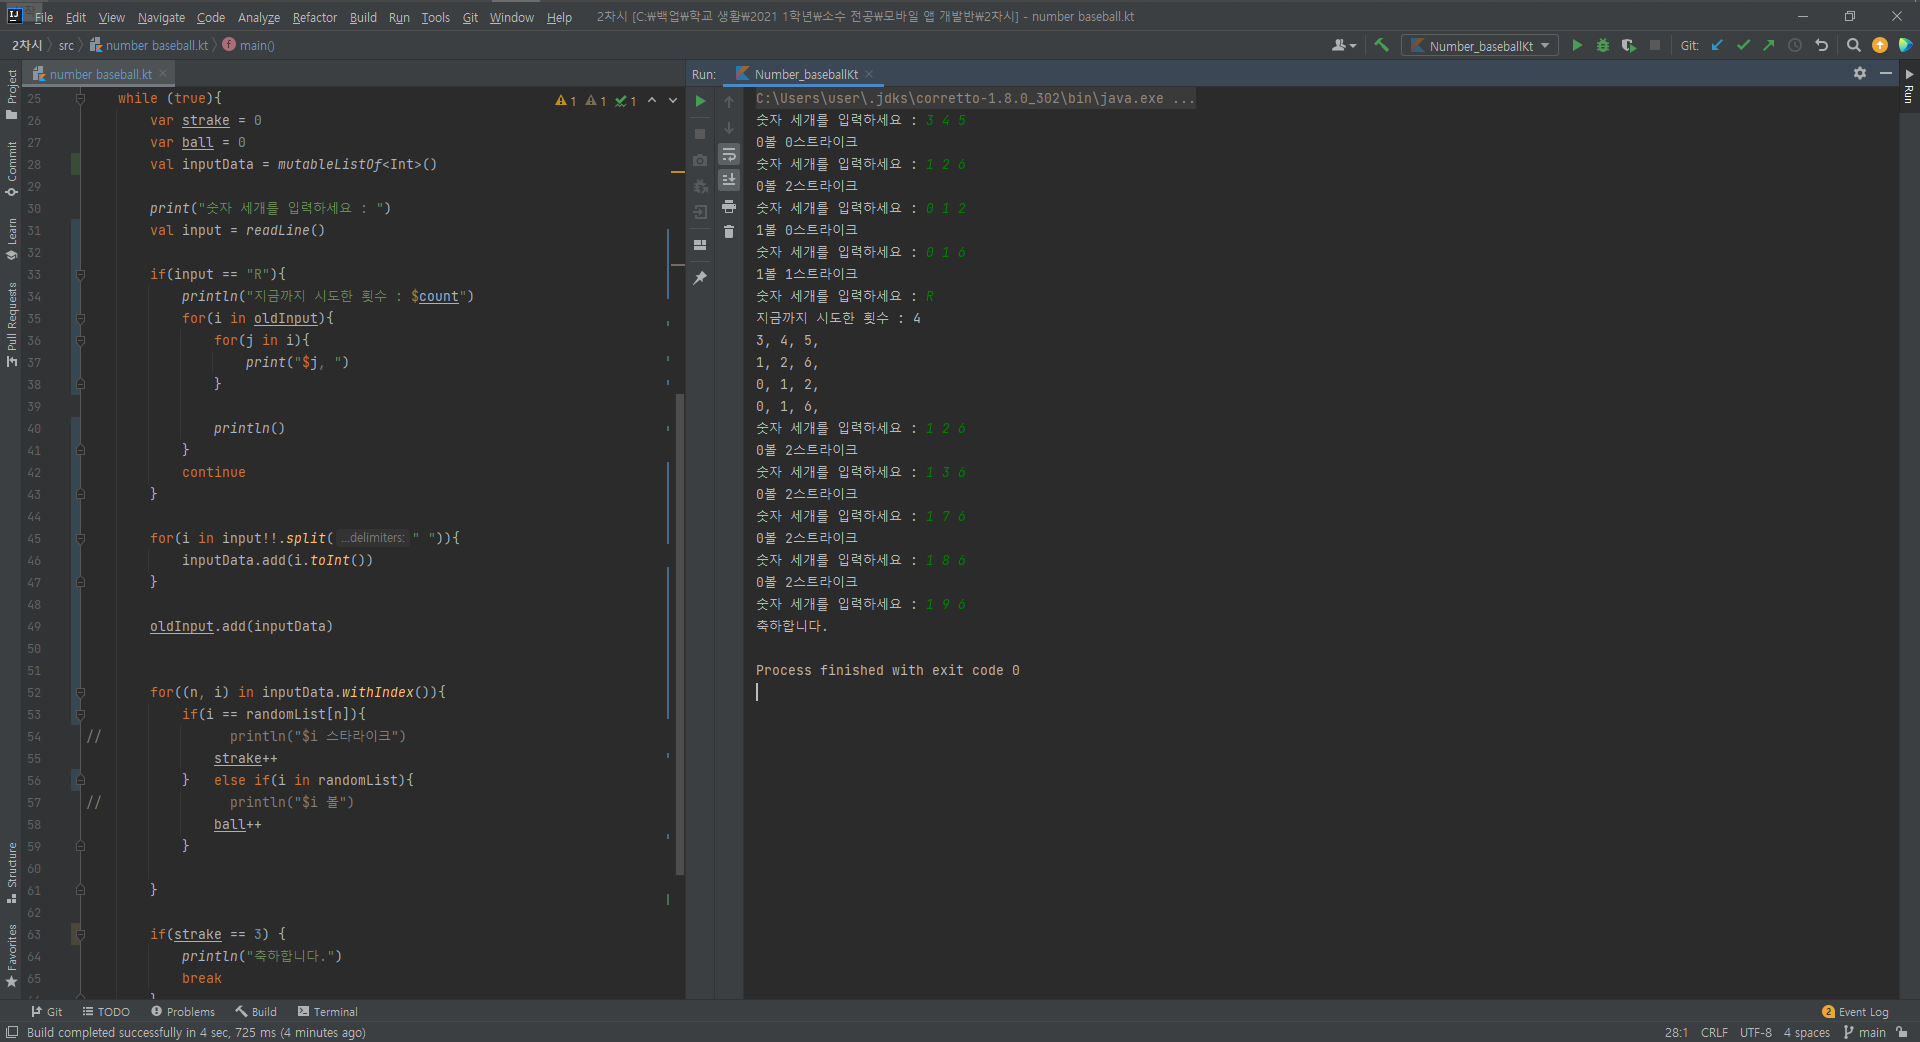 File Edit View Navigate Code Analyze Refactor Build Run Tools Git Window Help 2차시 [C:₩백업₩학교 생활₩2021 1학년₩소수 전공₩모바일 앱 개발반₩2차시] - number baseball.kt
2차시 src number baseball.kt main() Number_baseballKt Git:
number baseball.kt
Project
Commit
Learn
Pull Requests
Structure
Favorites
1 1 1
25 while (true){
26 var strake = 0
27 var ball = 0
28 val inputData = mutableListOf<Int>()
29
30 print("숫자 세개를 입력하세요 : ")
31 val input = readLine()
32
33 if(input == "R"){
34 println("지금까지 시도한 횟수 : $count")
35 for(i in oldInput){
36 for(j in i){
37 print("$j, ")
38 }
39
40 println()
41 }
42 continue
43 }
44
45 for(i in input!!.split( ...delimiters: " ")){
46 inputData.add(i.toInt())
47 }
48
49 oldInput.add(inputData)
50
51
52 for((n, i) in inputData.withIndex()){
53 if(i == randomList[n]){
54 // println("$i 스타라이크")
55 strake++
56 } else if(i in randomList){
57 // println("$i 볼")
58 ball++
59 }
60
61 }
62
63 if(strake == 3) {
64 println("축하합니다.")
65 break
}
Run: Number_baseballKt
Run
C:\Users\user\.jdks\corretto-1.8.0_302\bin\java.exe ...
숫자 세개를 입력하세요 : 3 4 5
0볼 0스트라이크
숫자 세개를 입력하세요 : 1 2 6
0볼 2스트라이크
숫자 세개를 입력하세요 : 0 1 2
1볼 0스트라이크
숫자 세개를 입력하세요 : 0 1 6
1볼 1스트라이크
숫자 세개를 입력하세요 : R
지금까지 시도한 횟수 : 4
3, 4, 5,
1, 2, 6,
0, 1, 2,
0, 1, 6,
숫자 세개를 입력하세요 : 1 2 6
0볼 2스트라이크
숫자 세개를 입력하세요 : 1 3 6
0볼 2스트라이크
숫자 세개를 입력하세요 : 1 7 6
0볼 2스트라이크
숫자 세개를 입력하세요 : 1 8 6
0볼 2스트라이크
숫자 세개를 입력하세요 : 1 9 6
축하합니다.
Process finished with exit code 0
Git TODO Problems Build Terminal 2 Event Log
Build completed successfully in 4 sec, 725 ms (4 minutes ago) 28:1 CRLF UTF-8 4 spaces main